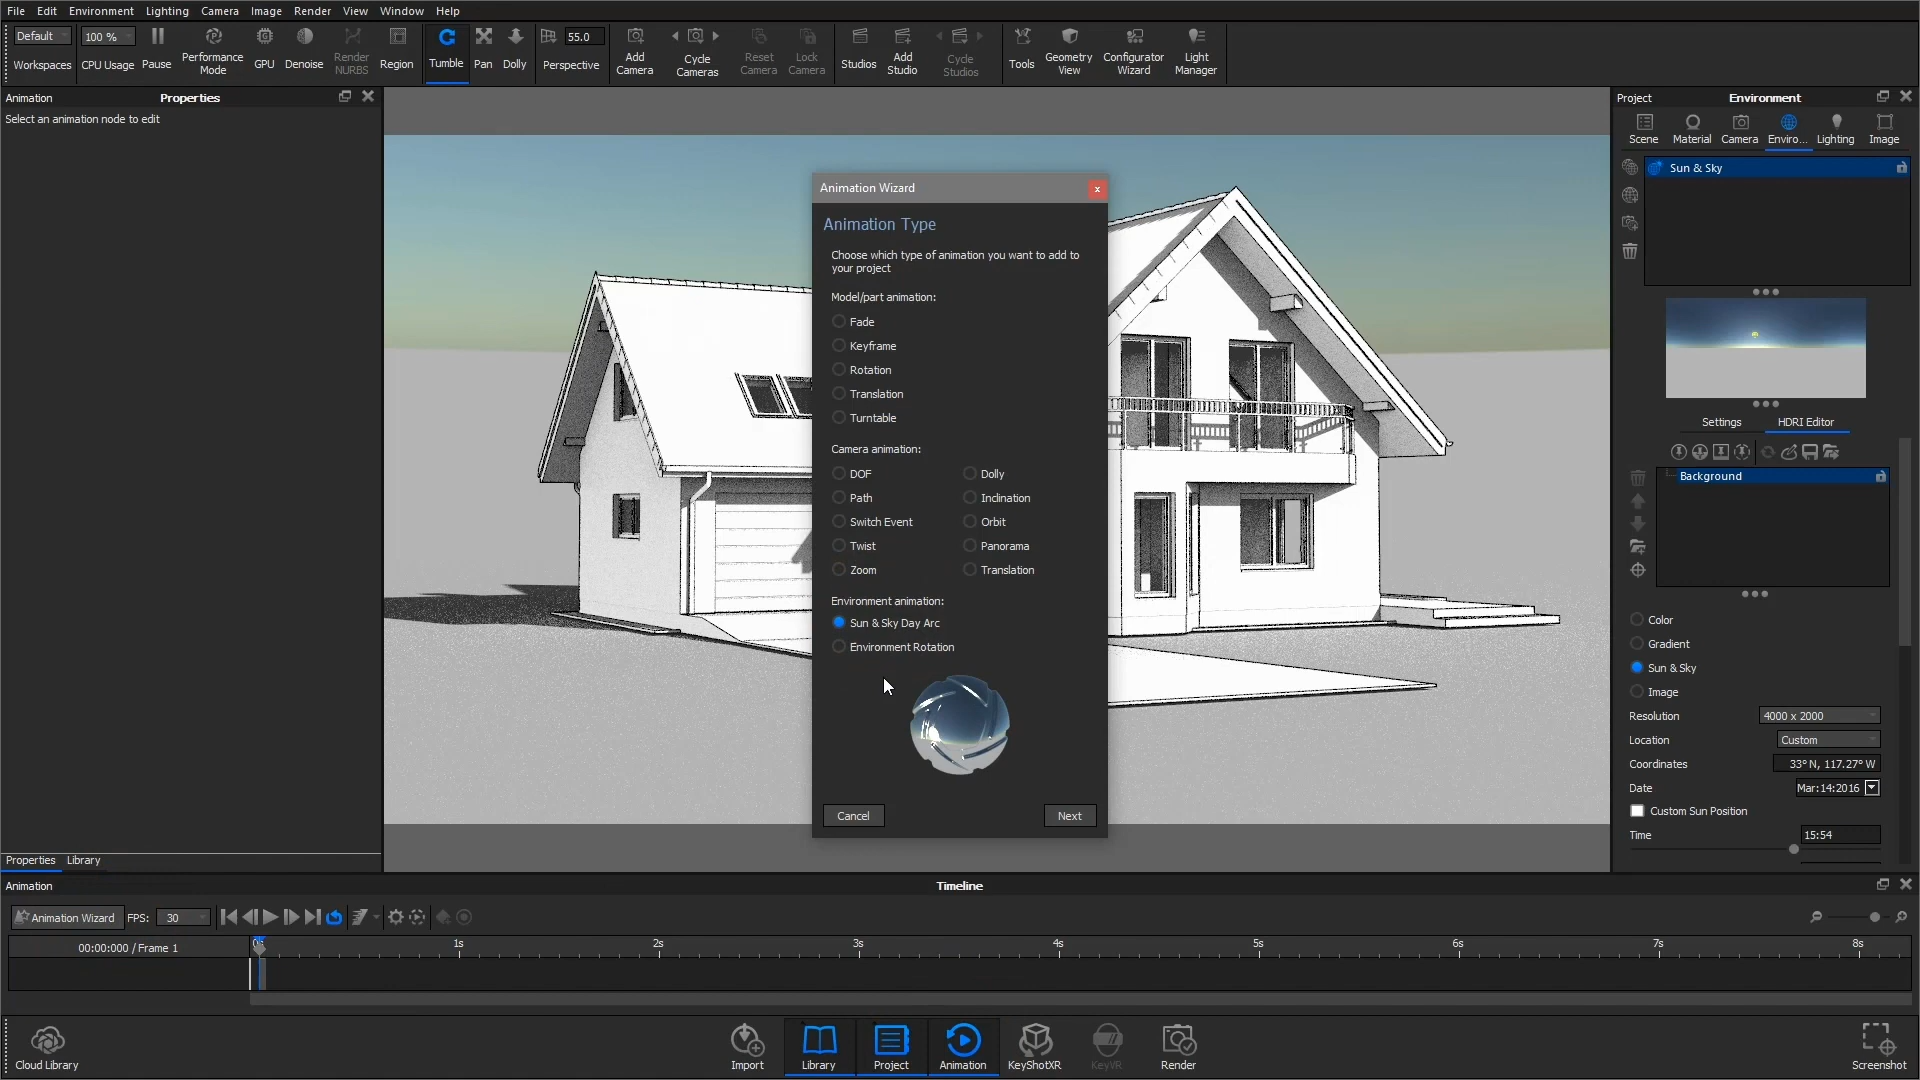 File Edit Environment Lighting Camera Image Render View Window Help
Default 100 % 55.0
Workspaces CPU Usage Pause Performance Mode GPU Denoise Render NURBS Region Tumble Pan Dolly Perspective Add Camera Cycle Cameras Reset Camera Lock Camera Studios Add Studio Cycle Studios Tools Geometry View Configurator Wizard Light Manager
Animation Properties
Select an animation node to edit
Properties Library
Animation Wizard x
Animation Type
Choose which type of animation you want to add to
your project
Model/part animation:
Fade
Keyframe
Rotation
Translation
Turntable
Camera animation:
DOF Dolly
Path Inclination
Switch Event Orbit
Twist Panorama
Zoom Translation
Environment animation:
Sun & Sky Day Arc
Environment Rotation
Cancel Next
Project Environment
Scene Material Camera Enviro... Lighting Image
Sun & Sky
Settings HDRI Editor
Background
Color
Gradient
Sun & Sky
Image
Resolution 4000 x 2000
Location Custom
Coordinates 33° N, 117.27° W
Date Mar:14:2016
Custom Sun Position
Time 15:54
Animation Timeline
Animation Wizard FPS: 30
00:00:000 / Frame 1 1s 2s 3s 4s 5s 6s 7s 8s
Cloud Library Import Library Project Animation KeyShotXR KeyVR Render Screenshot